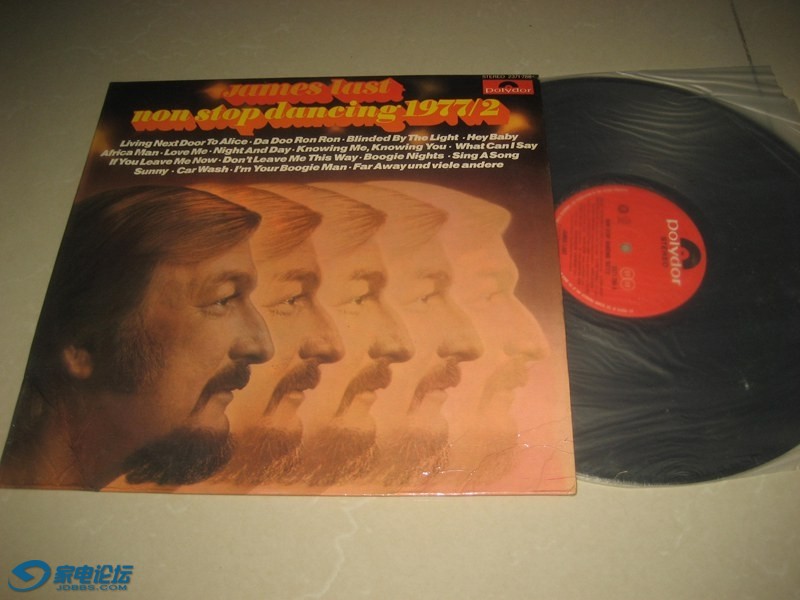 STEREO 2371
Polydor
James Last
non stop dancing 1977/2
Living Next Door To Alice · Da Doo Ron Ron · Blinded By The Light · Hey Baby
Africa Man · Love Me · Night And Day · Knowing Me, Knowing You · What Can I Say
If You Leave Me Now · Don't Leave Me This Way · Boogie Nights · Sing A Song
Sunny · Car Wash · I'm Your Boogie Man · Far Away und viele andere
Polydor
家电论坛
JDBBS.COM